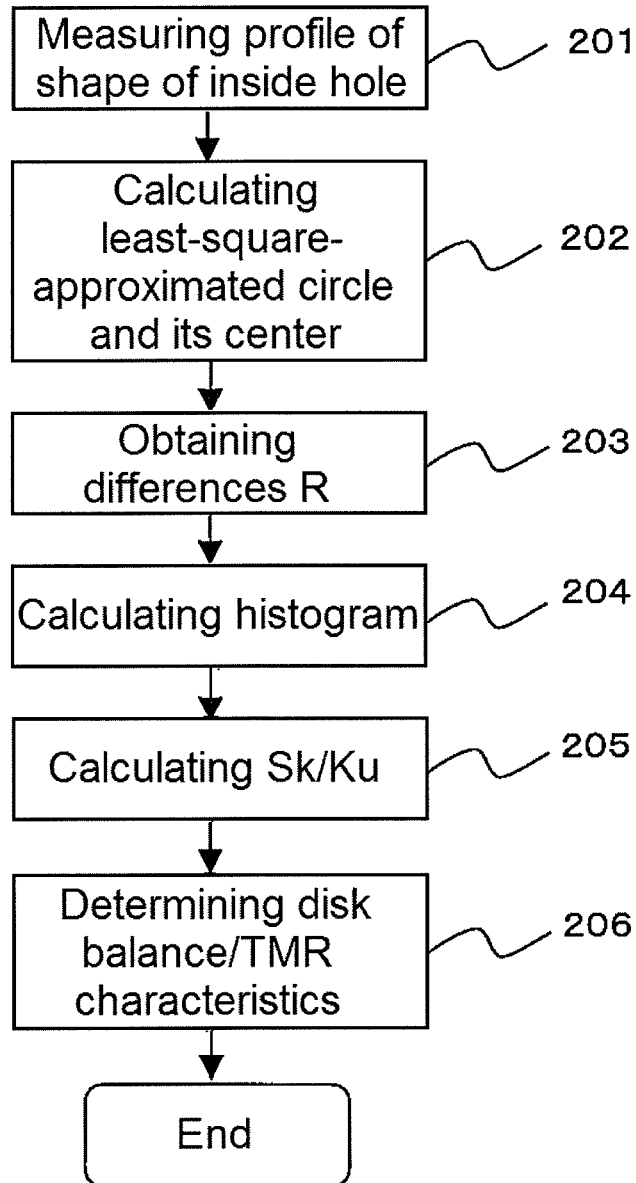 Measuring profile of
shape of inside hole
201
Calculating
least-square-
approximated circle
and its center
202
Obtaining
differences R
203
Calculating histogram
204
Calculating Sk/Ku
205
Determining disk
balance/TMR
characteristics
206
End